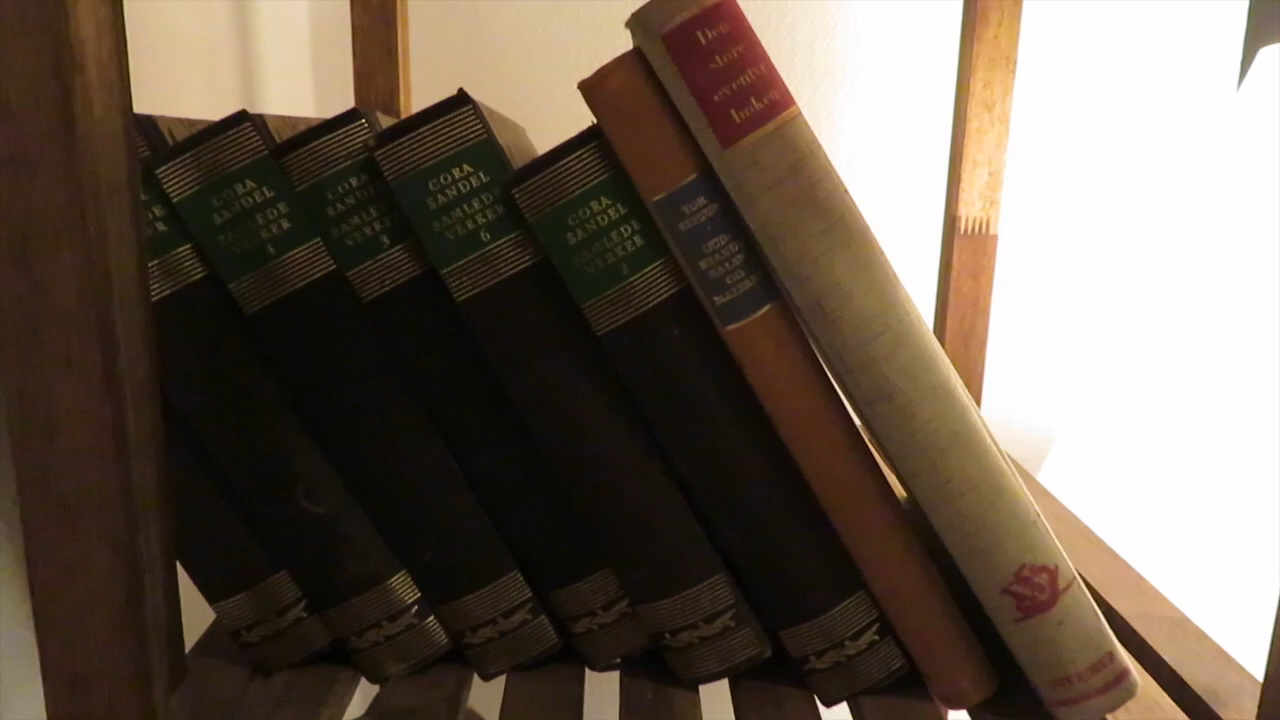 CORA
SANDEL
SAMLEDE
VERKER
4
CORA
SANDEL
SAMLEDE
VERKER
3
CORA
SANDEL
SAMLEDE
VERKER
6
CORA
SANDEL
SAMLEDE
VERKER
2
OG
Den
store
eventyr
boken